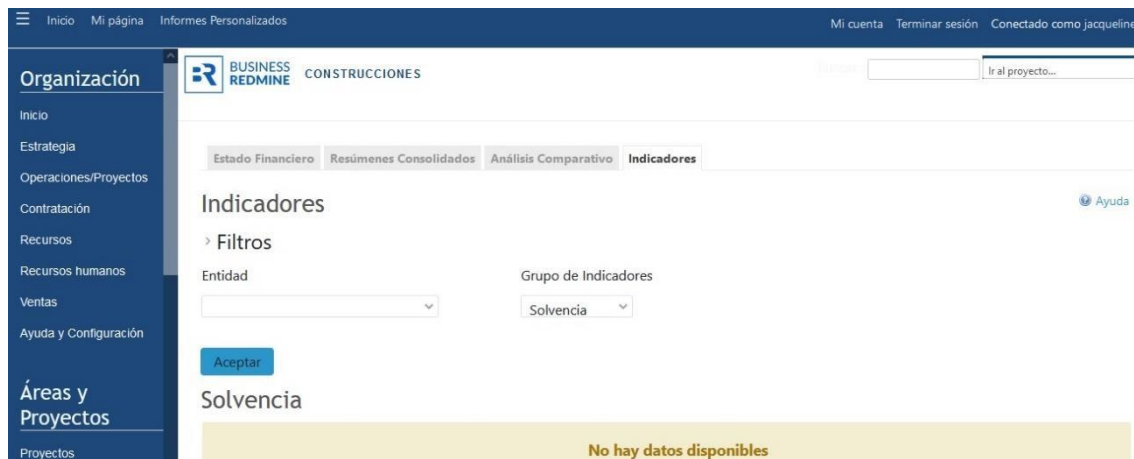 Inicio Mi página Informes Personalizados
Mi cuenta Terminar sesión Conectado como jacqueline
Organización
Inicio
Estrategia
Operaciones/Proyectos
Contratación
Recursos
Recursos humanos
Ventas
Ayuda y Configuración
Áreas y
Proyectos
Proyectos
BUSINESS
REDMINE
CONSTRUCCIONES
Ir al proyecto...
Estado Financiero Resúmenes Consolidados Análisis Comparativo Indicadores
Indicadores
Ayuda
Filtros
Entidad Grupo de Indicadores
Solvencia
Aceptar
Solvencia
No hay datos disponibles